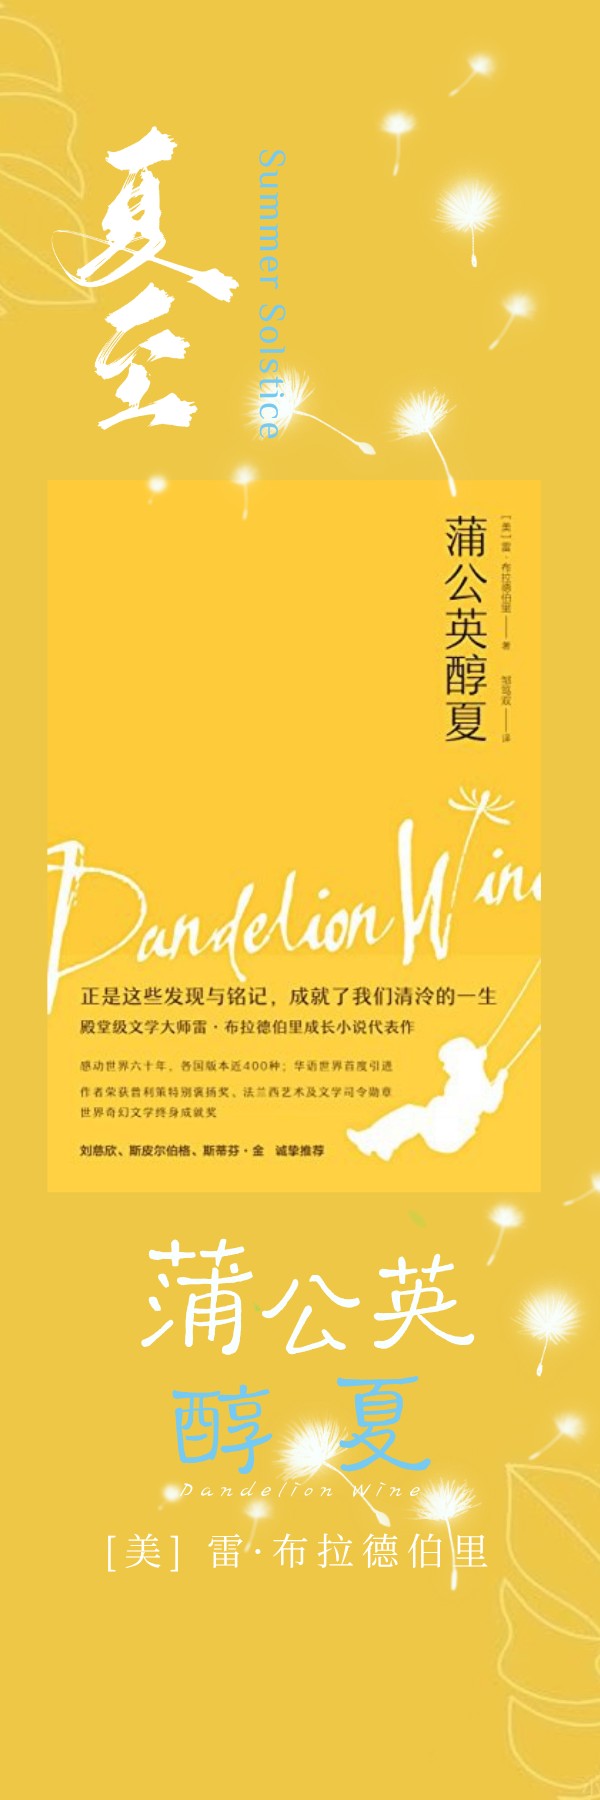 夏至
Summer Solstice
[美]雷·布拉德伯里——著 邹笃双——译
蒲公英醇夏
Dandelion Wine
正是这些发现与铭记，成就了我们清泠的一生
殿堂级文学大师雷·布拉德伯里成长小说代表作
感动世界六十年，各国版本近400种；华语世界首度引进
作者荣获普利策特别褒扬奖、法兰西艺术及文学司令勋章
世界奇幻文学终身成就奖
刘慈欣、斯皮尔伯格、斯蒂芬·金 诚挚推荐
蒲公英
醇夏
Dandelion Wine
[美] 雷·布拉德伯里